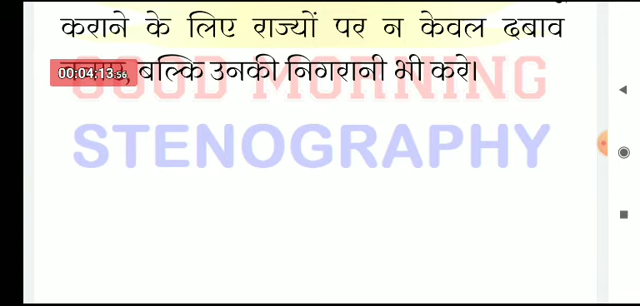 कराने के लिए राज्यों पर न केवल दबाव
00:04:13:56 बल्कि उनकी निगरानी भी करे।
GOOD MORNING
STENOGRAPHY